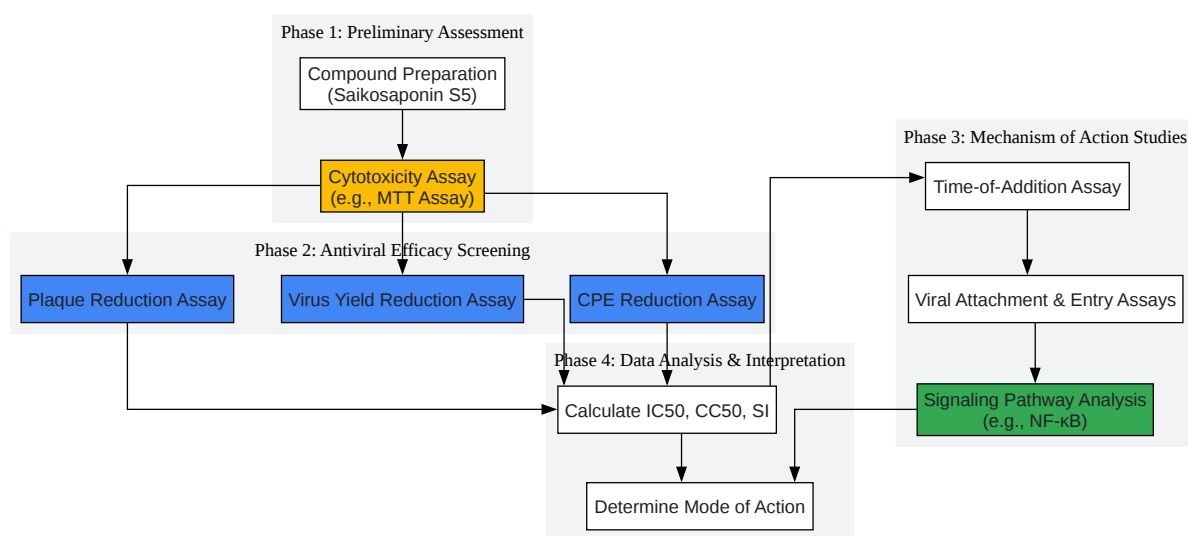 Phase 1: Preliminary Assessment
Compound Preparation
(Saikosaponin S5)
Cytotoxicity Assay
(e.g., MTT Assay)
Phase 2: Antiviral Efficacy Screening
Plaque Reduction Assay
Virus Yield Reduction Assay
CPE Reduction Assay
Phase 3: Mechanism of Action Studies
Time-of-Addition Assay
Viral Attachment & Entry Assays
Signaling Pathway Analysis
(e.g., NF-κB)
Phase 4: Data Analysis & Interpretation
Calculate IC50, CC50, SI
Determine Mode of Action